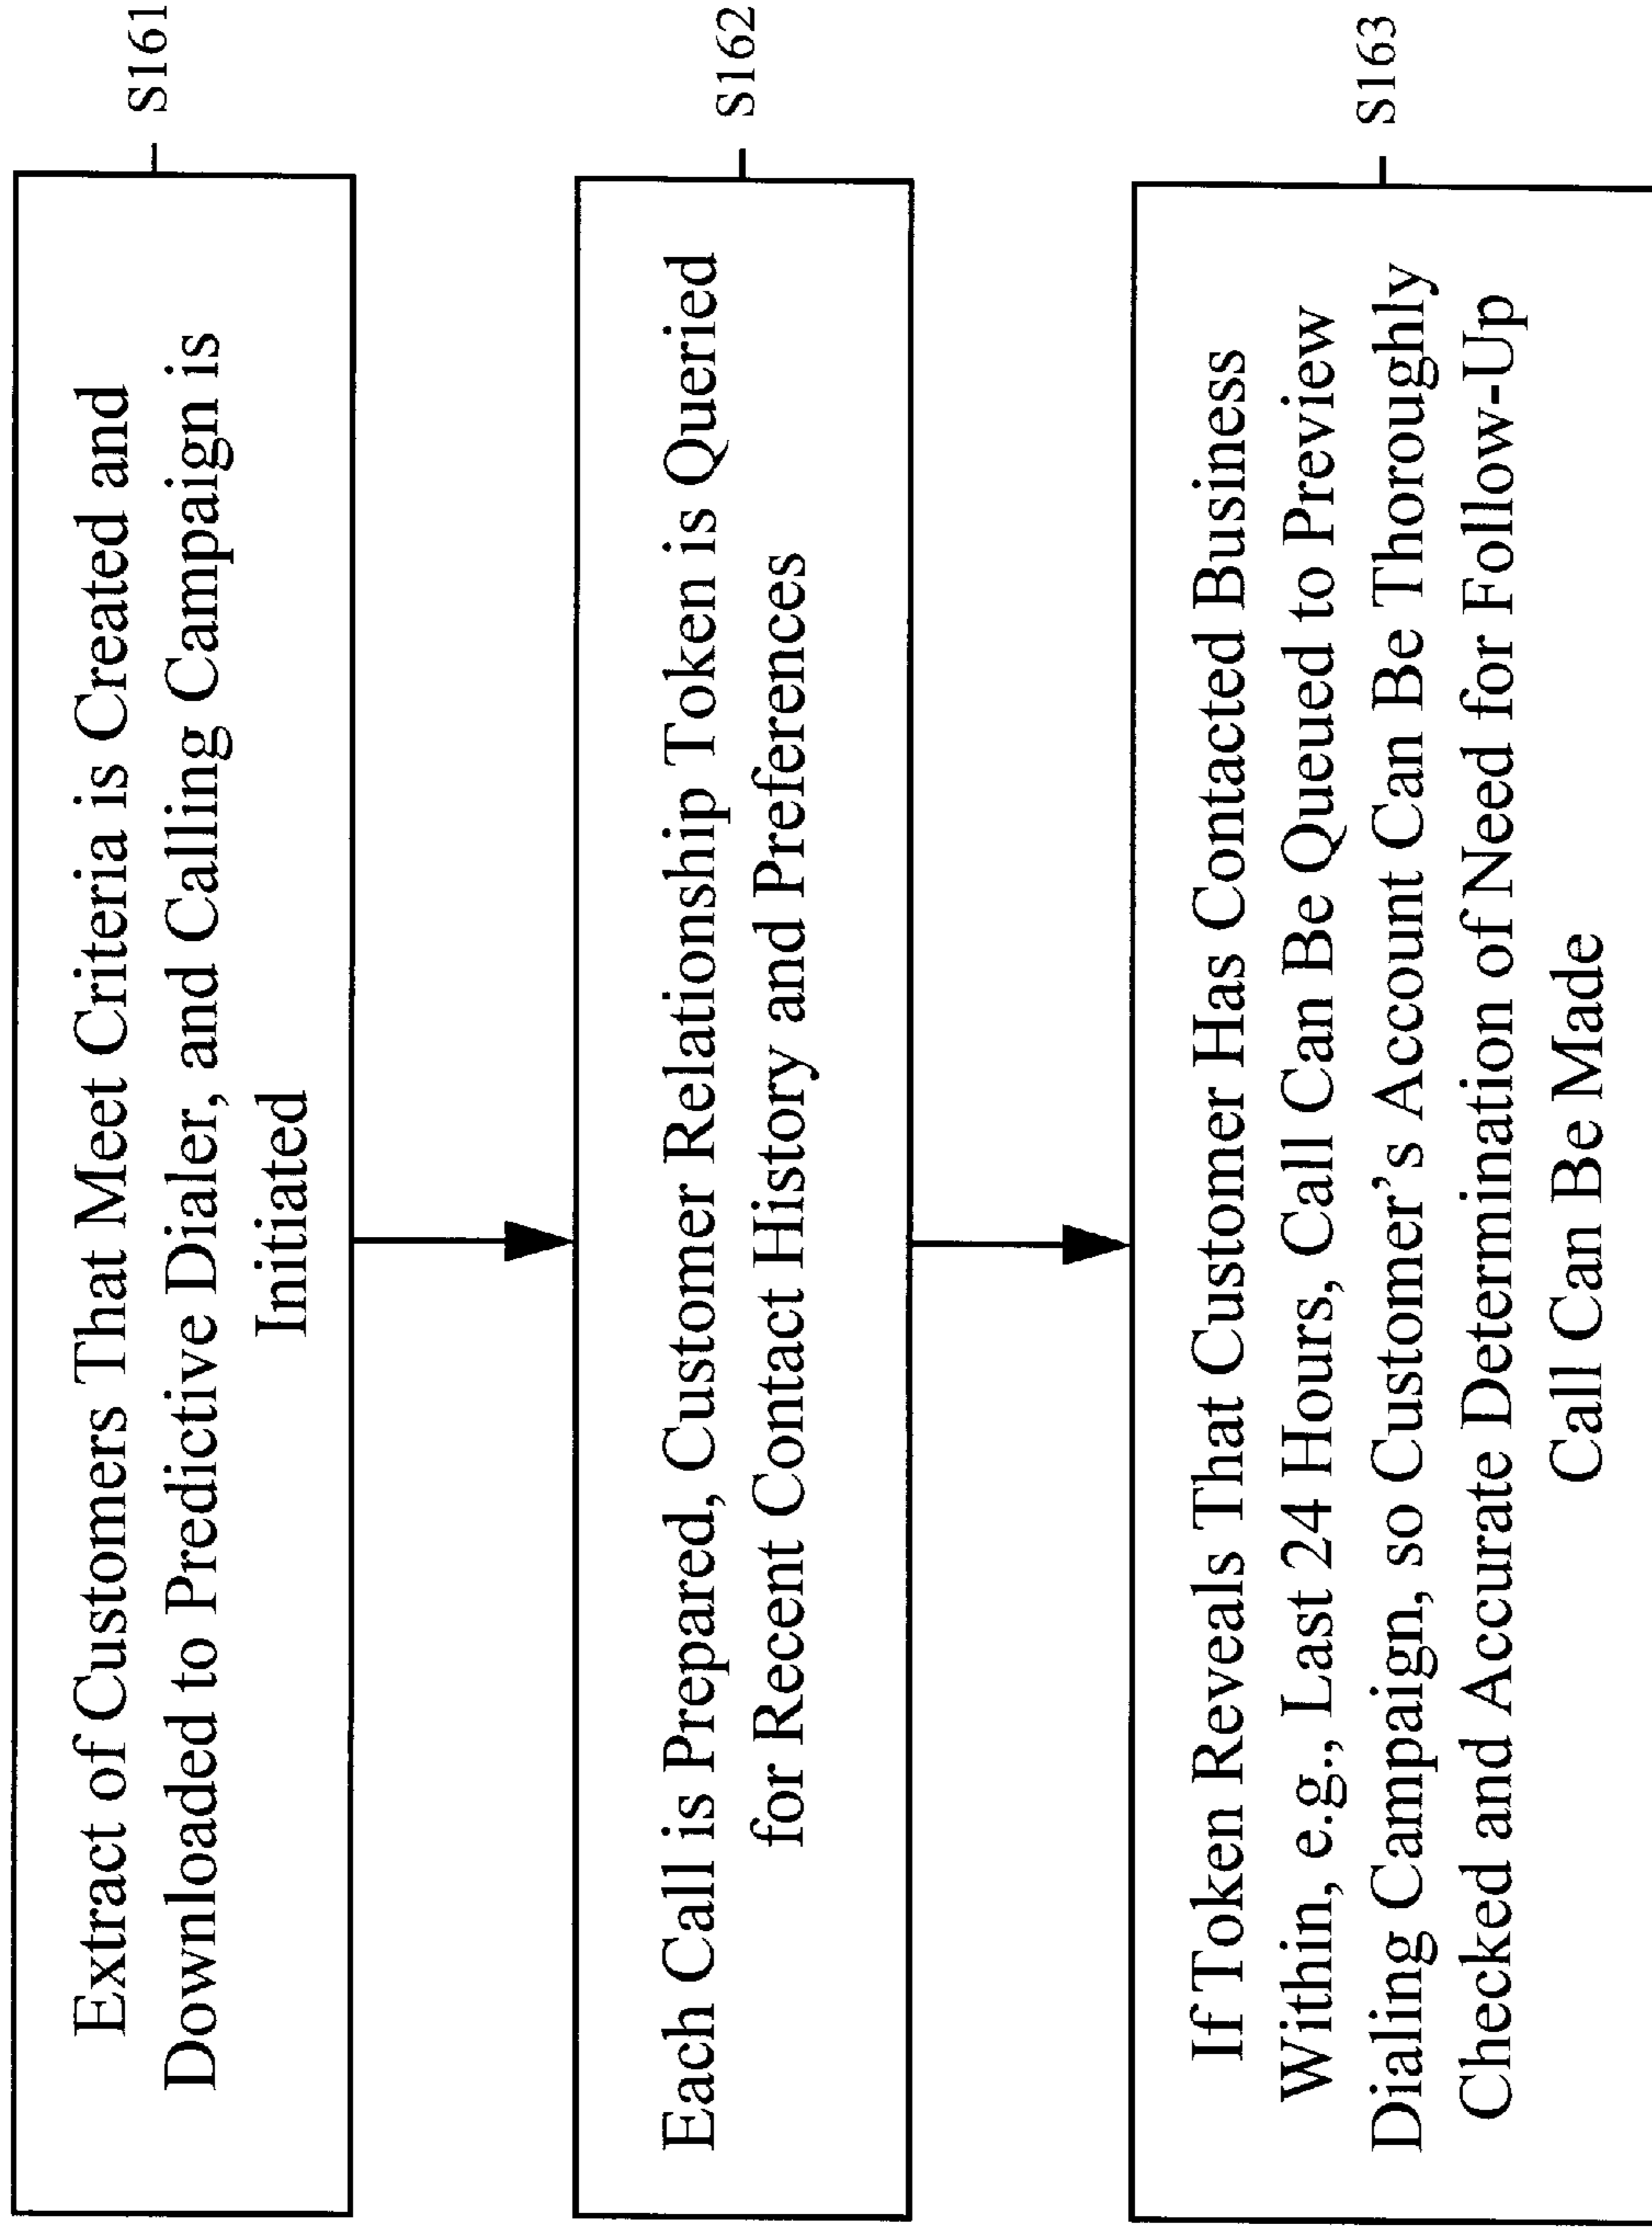 Extract of Customers That Meet Criteria is Created and
Downloaded to Predictive Dialer, and Calling Campaign is
Initiated
S161
Each Call is Prepared, Customer Relationship Token is Queried
for Recent Contact History and Preferences
S162
If Token Reveals That Customer Has Contacted Business
Within, e.g., Last 24 Hours, Call Can Be Queued to Preview
Dialing Campaign, so Customer's Account Can Be Thoroughly
Checked and Accurate Determination of Need for Follow-Up
Call Can Be Made
S163